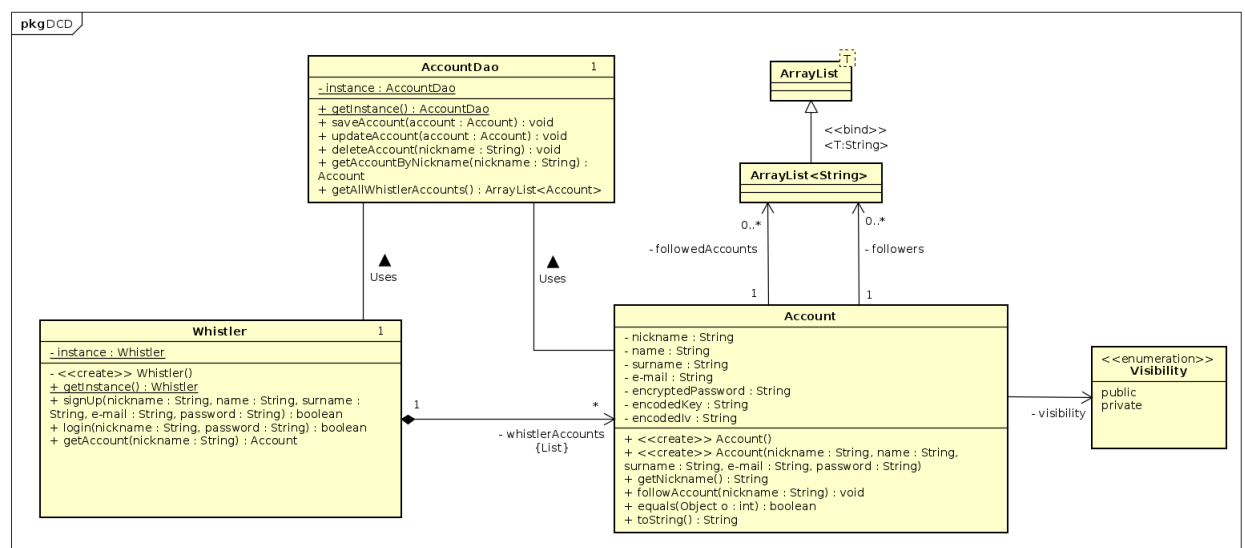 pkg DCD
AccountDao 1
- instance : AccountDao
+ getInstance() : AccountDao
+ saveAccount(account : Account) : void
+ updateAccount(account : Account) : void
+ deleteAccount(nickname : String) : void
+ getAccountByNickname(nickname : String) :
Account
+ getAllWhistlerAccounts() : ArrayList<Account>
T
ArrayList
<<bind>>
<T:String>
ArrayList<String>
0..*
0..*
- followedAccounts
- followers
1
1
Uses
Uses
Whistler 1
- instance : Whistler
- <<create>> Whistler()
+ getInstance() : Whistler
+ signUp(nickname : String, name : String, surname :
String, e-mail : String, password : String) : boolean
+ login(nickname : String, password : String) : boolean
+ getAccount(nickname : String) : Account
1
*
- whistlerAccounts
{List}
Account
- nickname : String
- name : String
- surname : String
- e-mail : String
- encryptedPassword : String
- encodedKey : String
- encodedIv : String
+ <<create>> Account()
+ <<create>> Account(nickname : String, name : String,
surname : String, e-mail : String, password : String)
+ getNickname() : String
+ followAccount(nickname : String) : void
+ equals(Object o : int) : boolean
+ toString() : String
- visibility
<<enumeration>>
Visibility
public
private